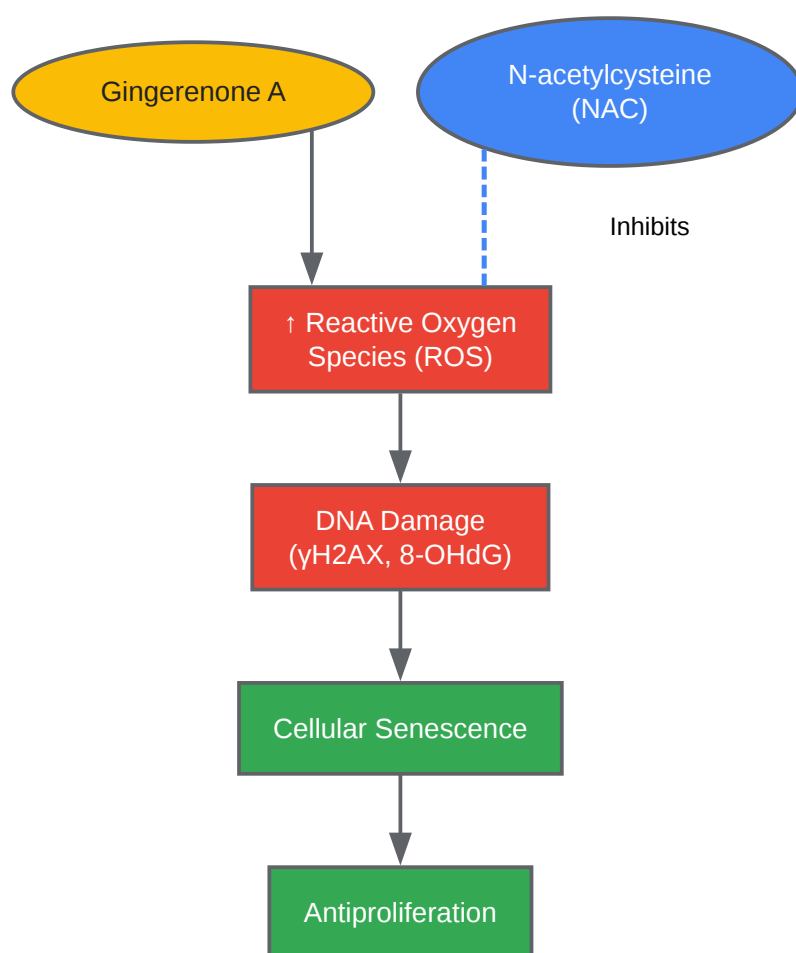 Gingerenone A
N-acetylcysteine
(NAC)
Inhibits
↑ Reactive Oxygen
Species (ROS)
DNA Damage
(γH2AX, 8-OHdG)
Cellular Senescence
Antiproliferation